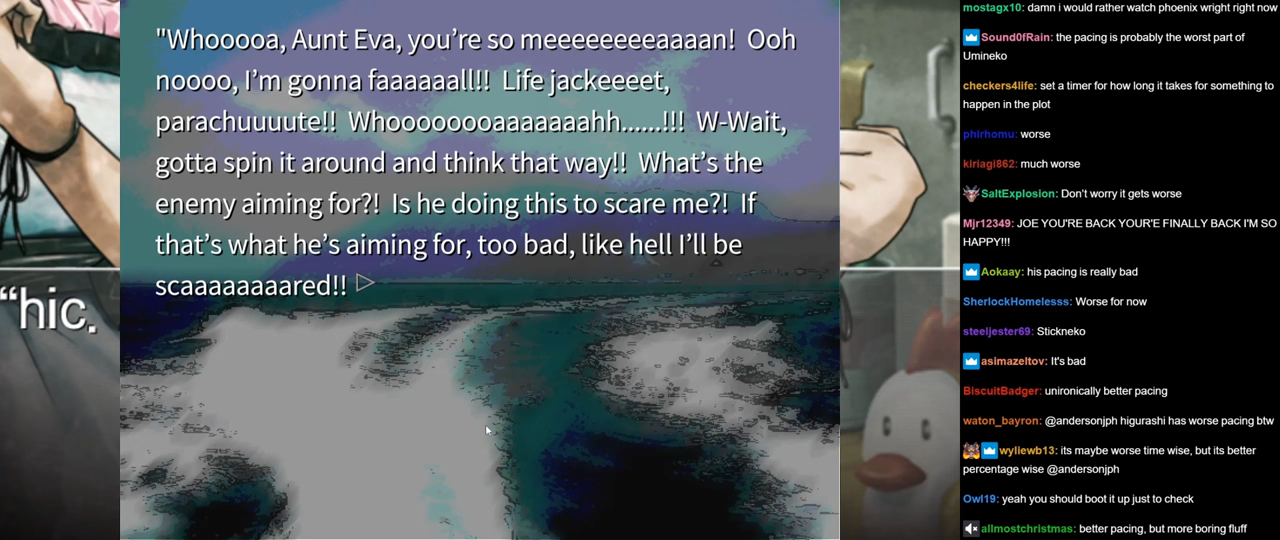 "Whooooa, Aunt Eva, you're so meeeeeeeaaaan!  Ooh
noooo, I'm gonna faaaaaall!!  Life jackeeeet,
parachuuuute!!  Whoooooooaaaaaaahh......!!!  W-Wait,
gotta spin it around and think that way!!  What's the
enemy aiming for?!  Is he doing this to scare me?!  If
that's what he's aiming for, too bad, like hell I'll be
scaaaaaaaared!!
“hic.
mostagx10: damn i would rather watch phoenix wright right now
Sound0fRain: the pacing is probably the worst part of
Umineko
checkers4life: set a timer for how long it takes for something to
happen in the plot
phirhomu: worse
kiriagi862: much worse
SaltExplosion: Don't worry it gets worse
Mjr12349: JOE YOU'RE BACK YOUR'E FINALLY BACK I'M SO
HAPPY!!!
Aokaay: his pacing is really bad
SherlockHomelesss: Worse for now
steeljester69: Stickneko
asimazeltov: It's bad
BiscuitBadger: unironically better pacing
waton_bayron: @andersonjph higurashi has worse pacing btw
wyliewb13: its maybe worse time wise, but its better
percentage wise @andersonjph
Owl19: yeah you should boot it up just to check
allmostchristmas: better pacing, but more boring fluff